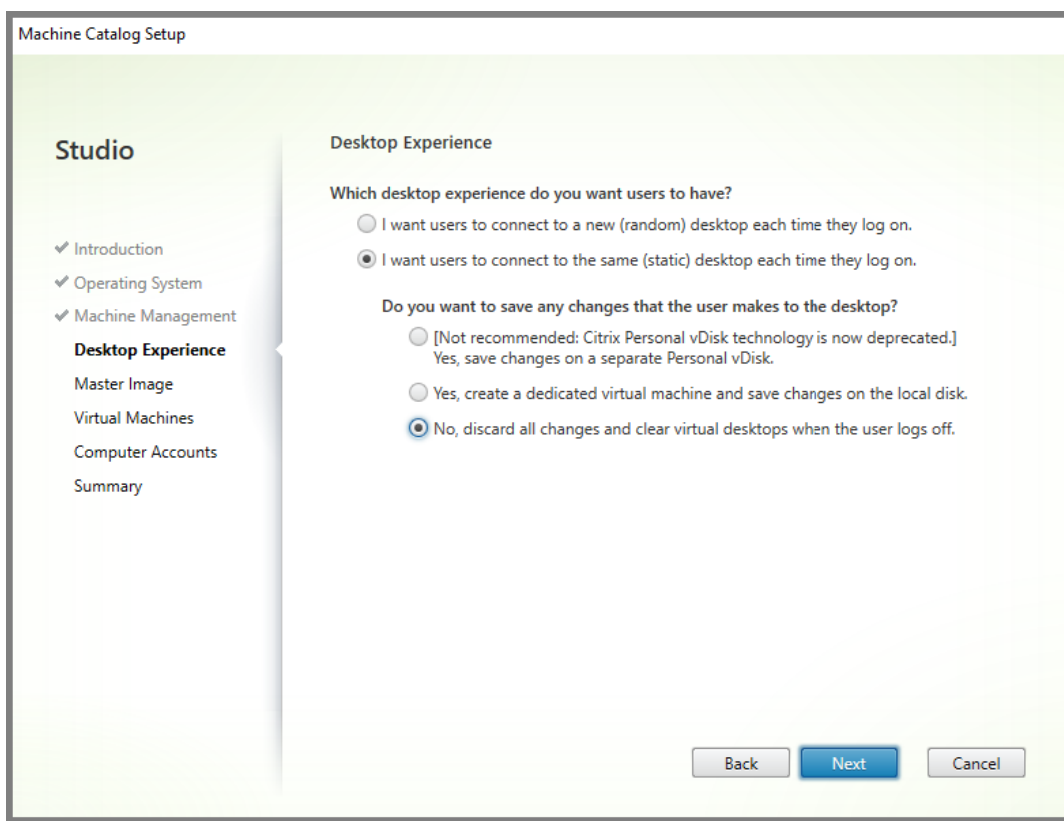 Machine Catalog Setup
Studio
Introduction
Operating System
Machine Management
Desktop Experience
Master Image
Virtual Machines
Computer Accounts
Summary
Desktop Experience
Which desktop experience do you want users to have?
I want users to connect to a new (random) desktop each time they log on.
I want users to connect to the same (static) desktop each time they log on.
Do you want to save any changes that the user makes to the desktop?
[Not recommended: Citrix Personal vDisk technology is now deprecated.]
Yes, save changes on a separate Personal vDisk.
Yes, create a dedicated virtual machine and save changes on the local disk.
No, discard all changes and clear virtual desktops when the user logs off.
Back
Next
Cancel